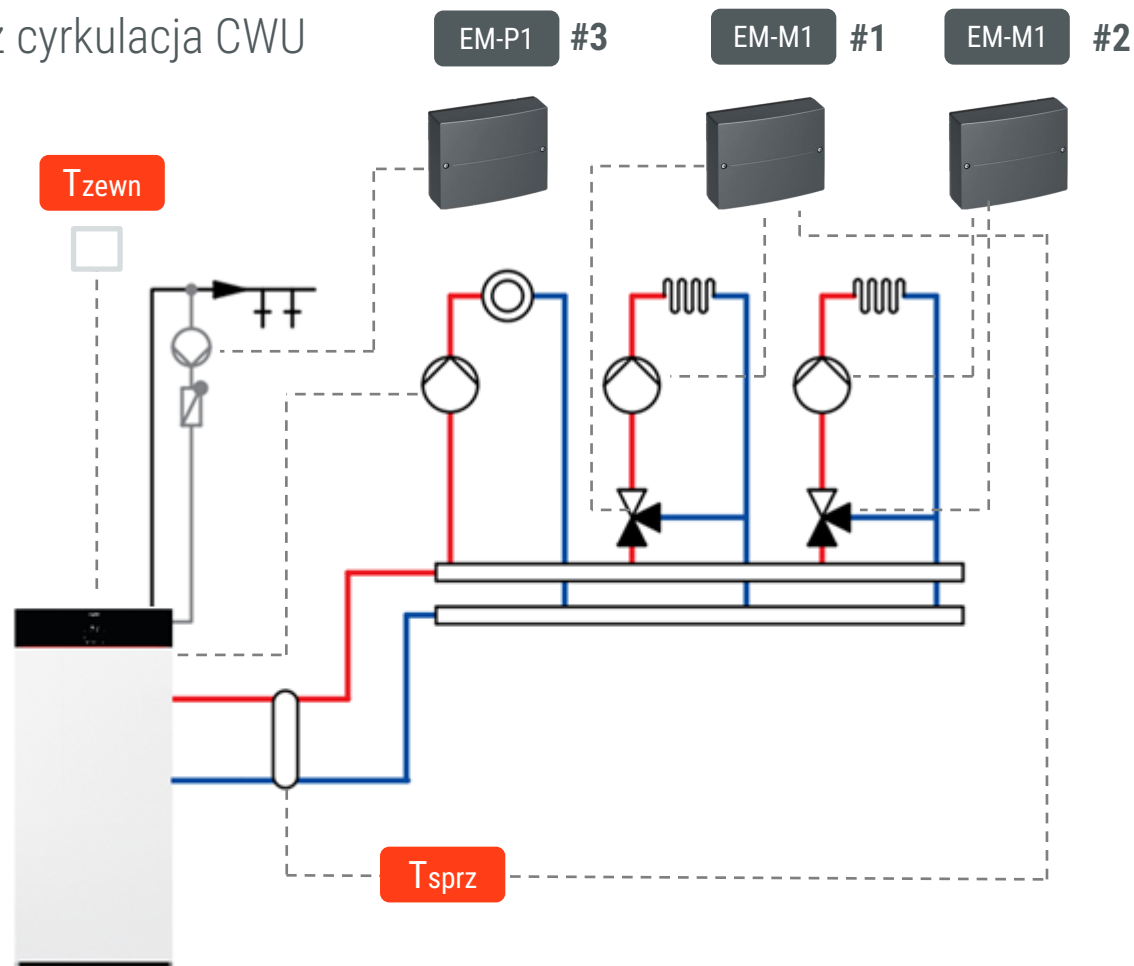 z cyrkulacja CWU
EM-P1 #3
EM-M1 #1
EM-M1 #2
Tzewn
Tsprz